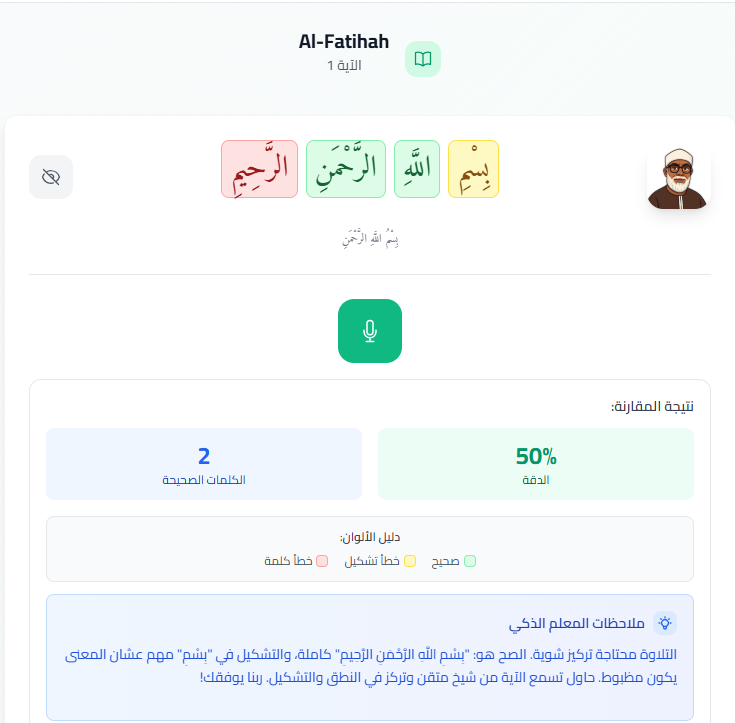 Al-Fatihah
الآية 1
بِسْمِ اللَّهِ الرَّحْمَنِ الرَّحِيمِ
بِسْمُ اللَّهِ الرَّحْمَنِ
نتيجة المقارنة:
50%
الدقة
2
الكلمات الصحيحة
دليل الألوان:
صحيح خطأ تشكيل خطأ كلمة
ملاحظات المعلم الذكي
التلاوة محتاجة تركيز شوية. الصح هو: "بِسْمِ اللَّهِ الرَّحْمَنِ الرَّحِيمِ" كاملة، والتشكيل في "بِسْمِ" مهم عشان المعنى
يكون مظبوط. حاول تسمع الآية من شيخ متقن وتركز في النطق والتشكيل. ربنا يوفقك!